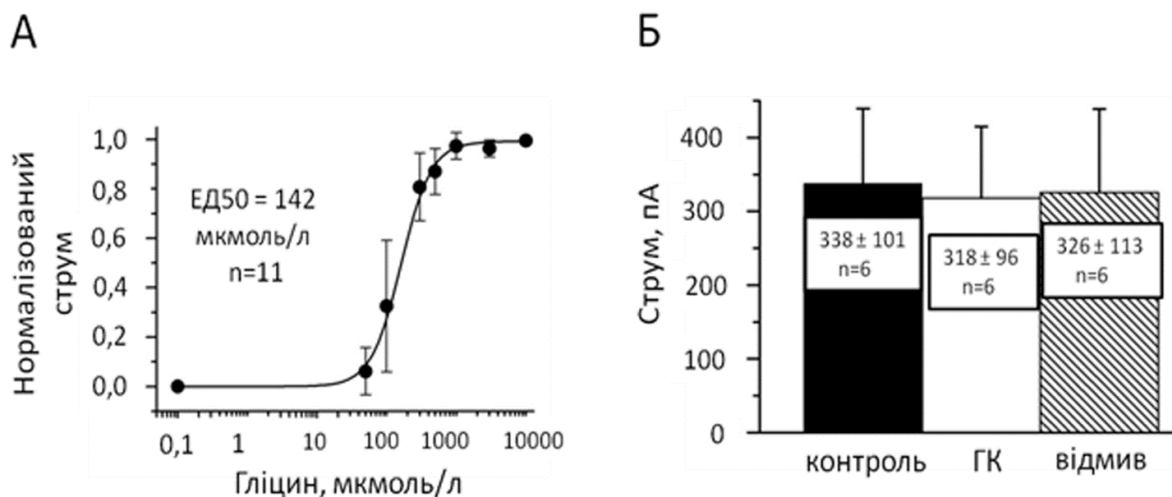 А
Нормалізований
струм
1,0
0,8
0,6
0,4
0,2
0,0
ЕД50 = 142
мкмоль/л
n=11
0,1
1
10
100
1000
10000
Гліцин, мкмоль/л
Б
Струм, пА
400
300
200
100
0
338 ± 101
n=6
318 ± 96
n=6
326 ± 113
n=6
контроль
ГК
відмив